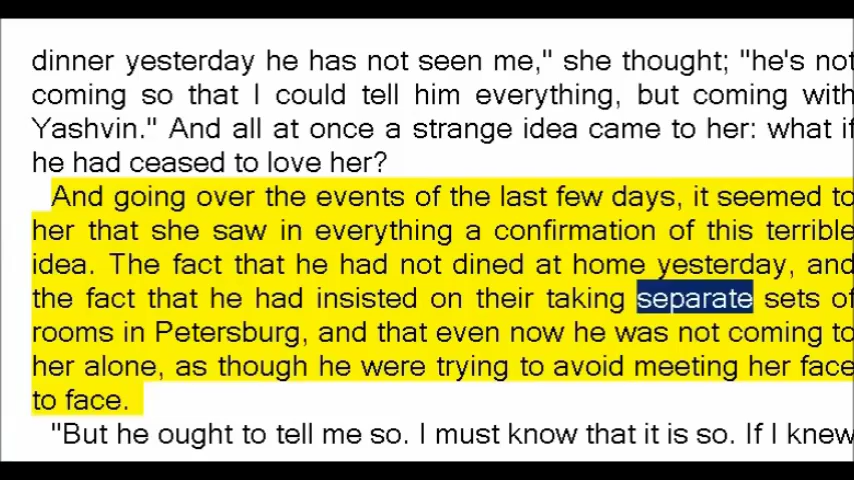 dinner yesterday he has not seen me," she thought; "he's not
coming so that I could tell him everything, but coming with
Yashvin." And all at once a strange idea came to her: what if
he had ceased to love her?
And going over the events of the last few days, it seemed to
her that she saw in everything a confirmation of this terrible
idea. The fact that he had not dined at home yesterday, and
the fact that he had insisted on their taking separate sets of
rooms in Petersburg, and that even now he was not coming to
her alone, as though he were trying to avoid meeting her face
to face.
"But he ought to tell me so. I must know that it is so. If I knew